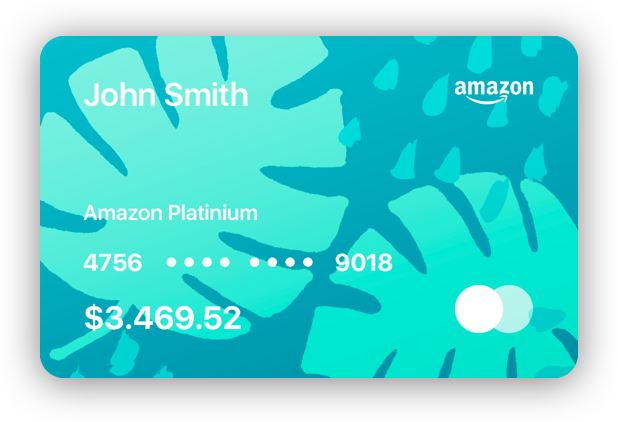 John Smith
amazon
Amazon Platinium
4756 •••• •••• 9018
$3.469.52